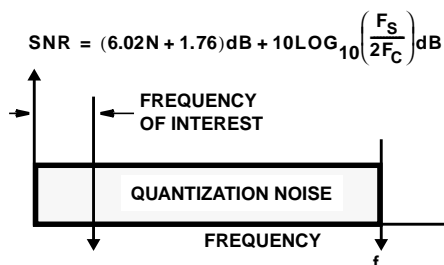 SNR = (6.02N + 1.76)dB + 10LOG10(FS/2FC)dB
FREQUENCY
OF INTEREST
QUANTIZATION NOISE
FREQUENCY
f